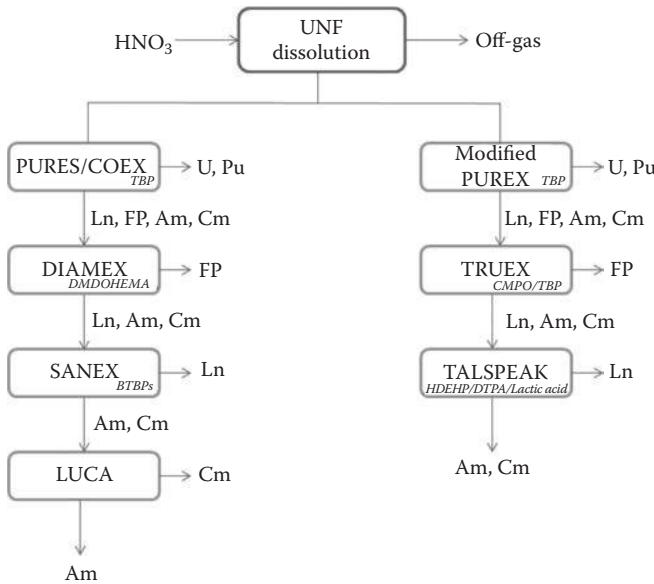 UNF
dissolution
HNO₃
Off-gas
PURES/COEX
TBP
U, Pu
Ln, FP, Am, Cm
DIAMEX
DMDOHEMA
FP
Ln, Am, Cm
SANEX
BTBPs
Ln
Am, Cm
LUCA
Cm
Am
Modified
PUREX TBP
U, Pu
Ln, FP, Am, Cm
TRUEX
CMPO/TBP
FP
Ln, Am, Cm
TALSPEAK
HDEHP/DTPA/Lactic acid
Ln
Am, Cm